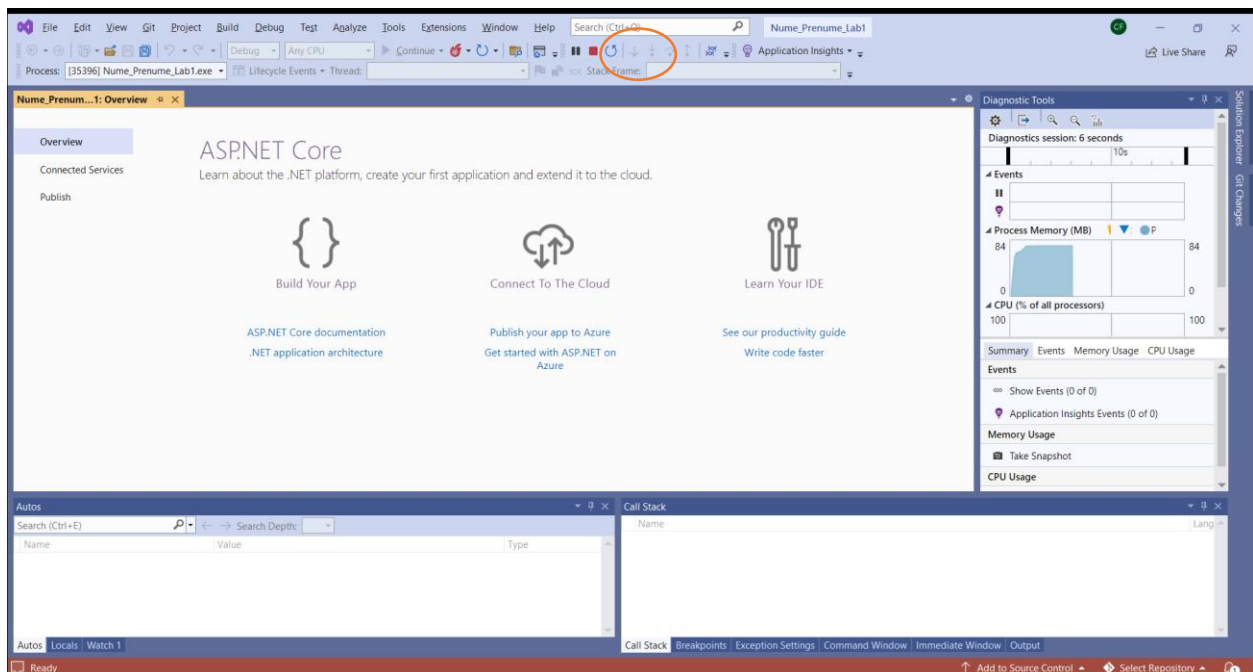 File Edit View Git Project Build Debug Test Analyze Tools Extensions Window Help Search (Ctrl+Q) Nume_Prenume_Lab1 CF
Debug Any CPU Continue Application Insights Live Share
Process: [35396] Nume_Prenume_Lab1.exe Lifecycle Events Thread: Stack Frame:
Nume_Prenum...1: Overview
Overview
Connected Services
Publish
ASP.NET Core
Learn about the .NET platform, create your first application and extend it to the cloud.
Build Your App
ASP.NET Core documentation
.NET application architecture
Connect To The Cloud
Publish your app to Azure
Get started with ASP.NET on
Azure
Learn Your IDE
See our productivity guide
Write code faster
Diagnostic Tools
Diagnostics session: 6 seconds
10s
Events
Process Memory (MB) P
84 84
0 0
CPU (% of all processors)
100 100
Summary Events Memory Usage CPU Usage
Events
Show Events (0 of 0)
Application Insights Events (0 of 0)
Memory Usage
Take Snapshot
CPU Usage
Solution Explorer
Git Changes
Autos
Search (Ctrl+E) Search Depth:
Name Value Type
Autos Locals Watch 1
Call Stack
Name Lang
Call Stack Breakpoints Exception Settings Command Window Immediate Window Output
Ready Add to Source Control Select Repository